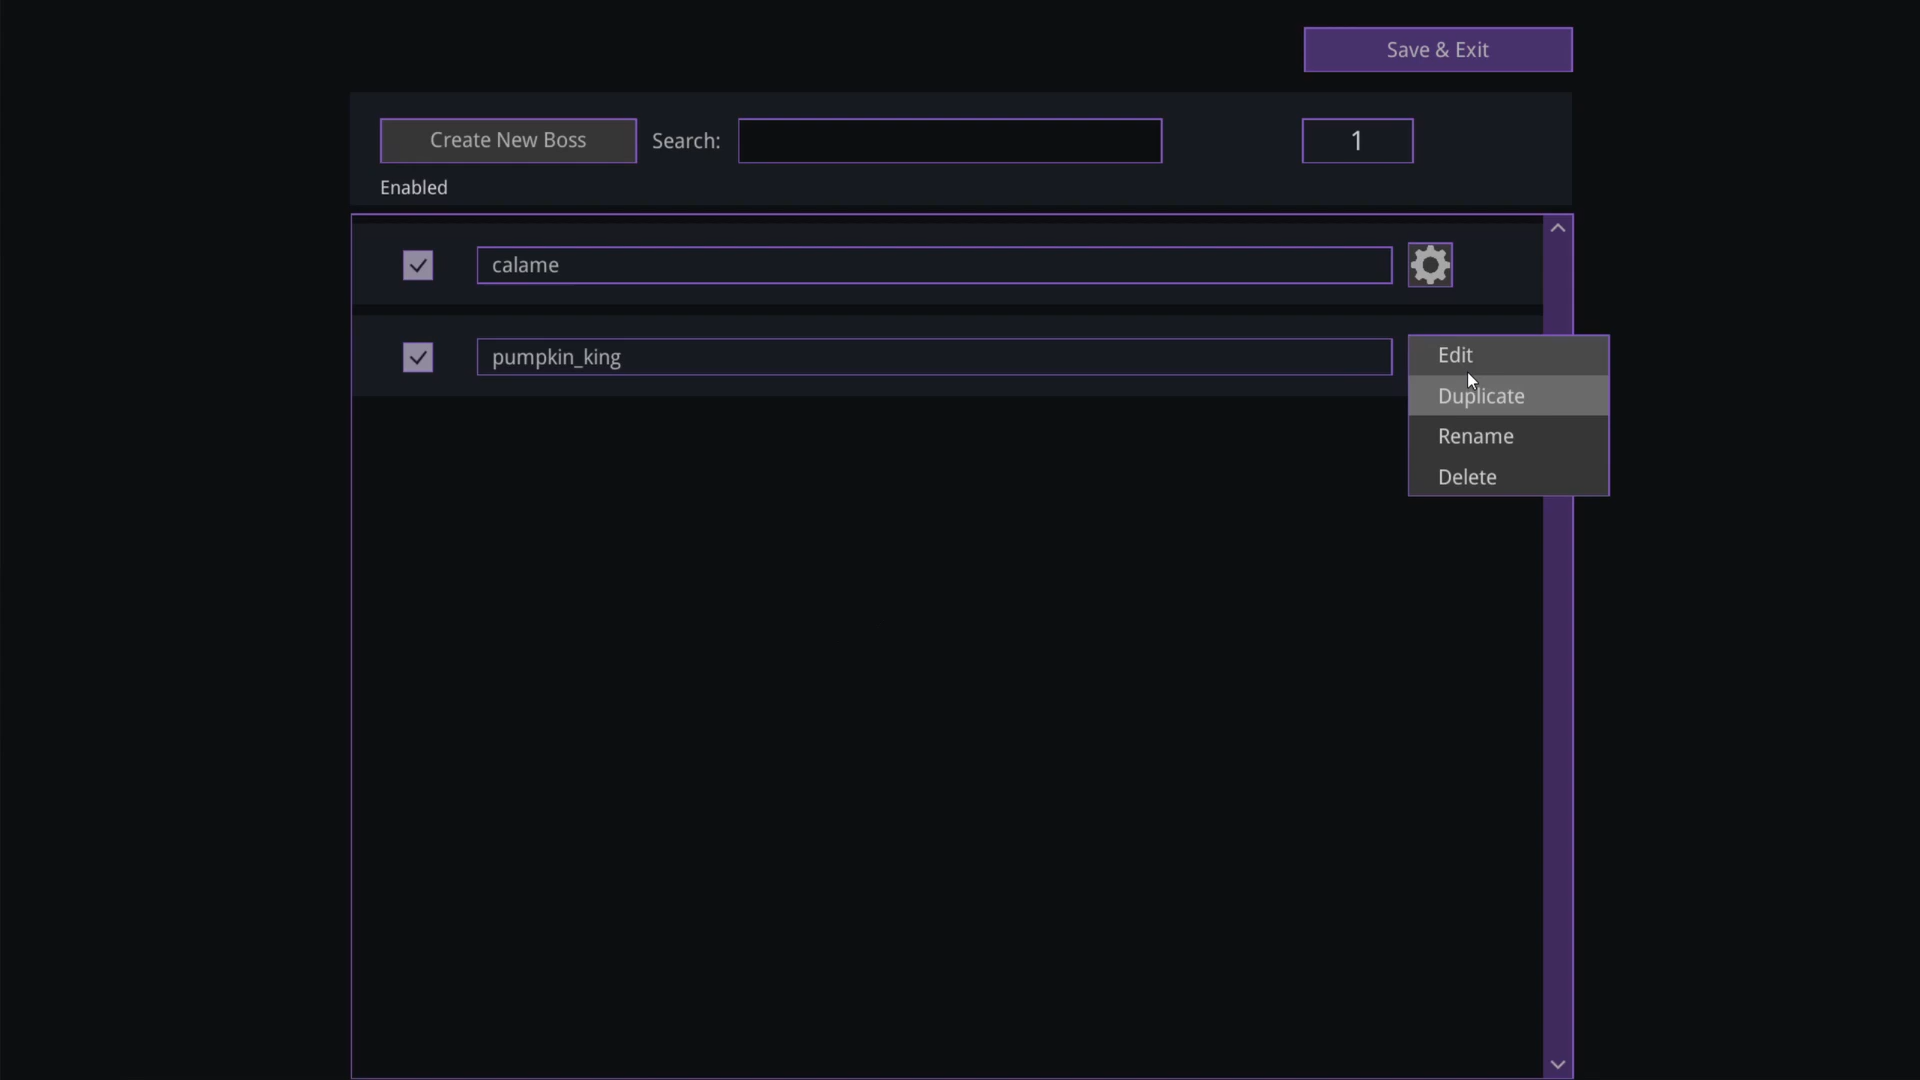 Save & Exit
Create New Boss
Search:
1
Enabled
calame
pumpkin_king
Edit
Duplicate
Rename
Delete